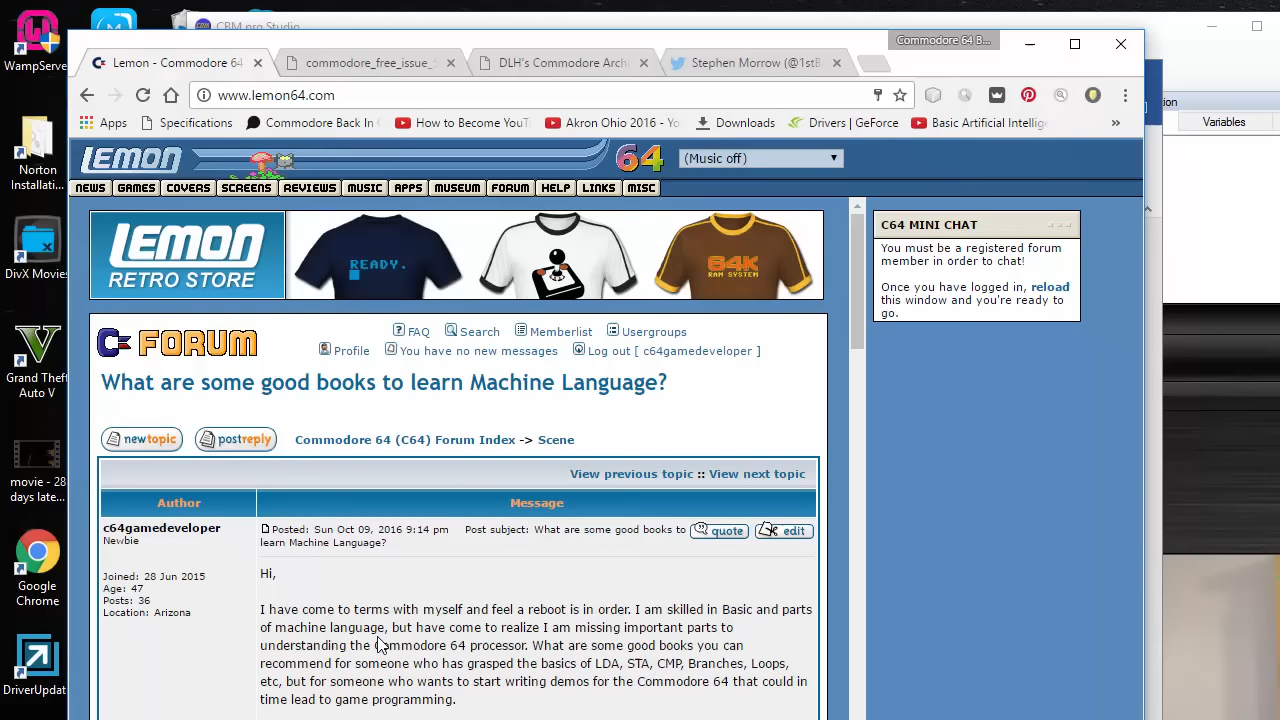 WampServer
CBM prg Studio
Commodore 64 B...
Lemon - Commodore 64
commodore_free_issue_
DLH's Commodore Arch
Stephen Morrow (@1stB
www.lemon64.com
Apps
Specifications
Commodore Back In
How to Become YouT
Akron Ohio 2016 - Yo
Downloads
Drivers | GeForce
Basic Artificial Intellige
»
tion
Variables
Norton
Installati...
DivX Movies
Grand Theft
Auto V
movie - 28
days late...
Google
Chrome
DriverUpdat
LEMON
64
(Music off)
NEWS GAMES COVERS SCREENS REVIEWS MUSIC APPS MUSEUM FORUM HELP LINKS MISC
LEMON
RETRO STORE
READY.
64K
RAM SYSTEM
C64 MINI CHAT
You must be a registered forum
member in order to chat!
Once you have logged in, reload
this window and you're ready to
go.
FORUM
FAQ Search Memberlist Usergroups
Profile You have no new messages Log out [ c64gamedeveloper ]
What are some good books to learn Machine Language?
newtopic postreply Commodore 64 (C64) Forum Index -> Scene
View previous topic :: View next topic
Author Message
c64gamedeveloper
Newbie
Joined: 28 Jun 2015
Age: 47
Posts: 36
Location: Arizona
Posted: Sun Oct 09, 2016 9:14 pm Post subject: What are some good books to
learn Machine Language?
quote edit
Hi,
I have come to terms with myself and feel a reboot is in order. I am skilled in Basic and parts
of machine language, but have come to realize I am missing important parts to
understanding the Commodore 64 processor. What are some good books you can
recommend for someone who has grasped the basics of LDA, STA, CMP, Branches, Loops,
etc, but for someone who wants to start writing demos for the Commodore 64 that could in
time lead to game programming.